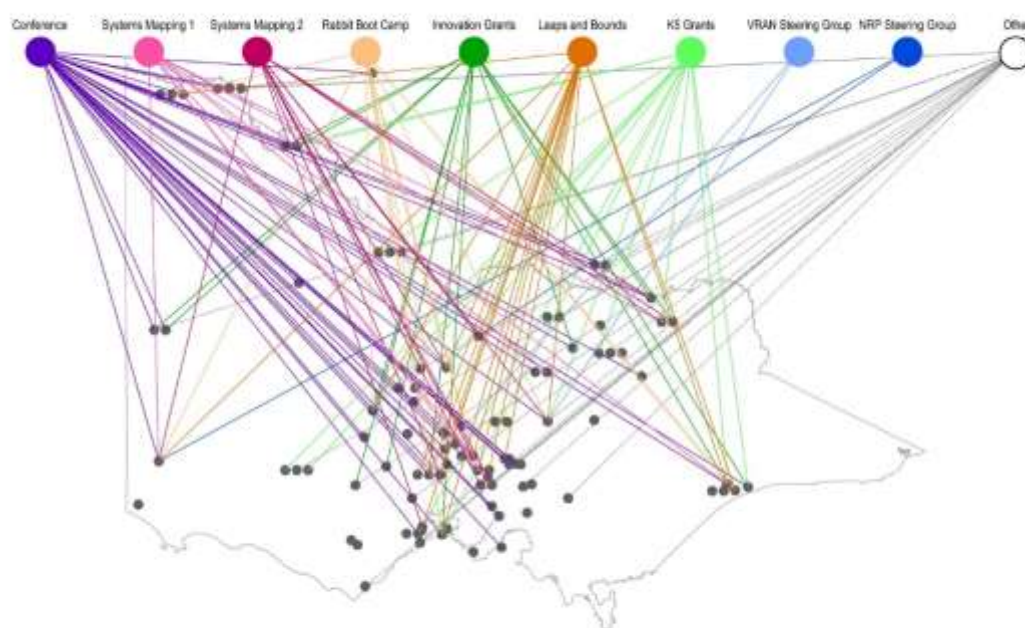 Conference
Systems Mapping 1
Systems Mapping 2
Rabbit Boot Camp
Innovation Grants
Leaps and Bounds
K5 Grants
VRAN Steering Group
NRP Steering Group
Other